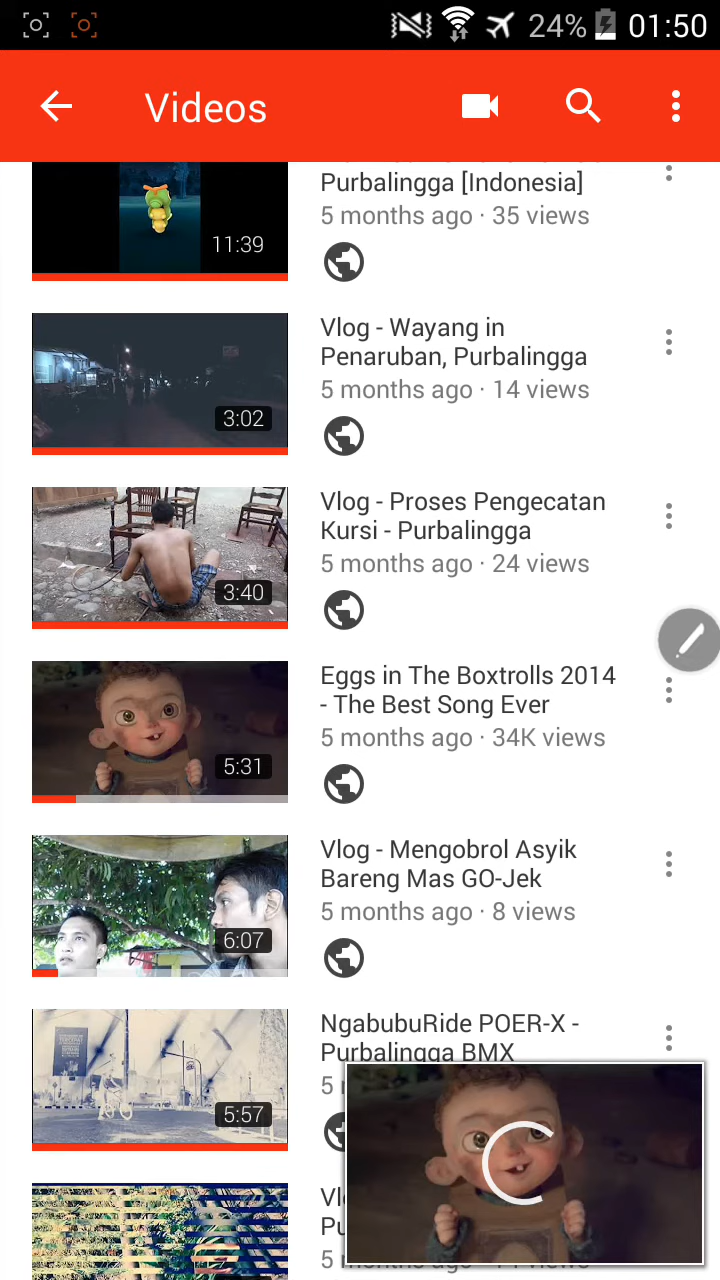 24% 01:50
Videos
Purbalingga [Indonesia]
5 months ago · 35 views
11:39
Vlog - Wayang in
Penaruban, Purbalingga
5 months ago · 14 views
3:02
Vlog - Proses Pengecatan
Kursi - Purbalingga
5 months ago · 24 views
3:40
Eggs in The Boxtrolls 2014
- The Best Song Ever
5 months ago · 34K views
5:31
Vlog - Mengobrol Asyik
Bareng Mas GO-Jek
5 months ago · 8 views
6:07
NgabubuRide POER-X -
Purbalingga BMX
5
5:57
5